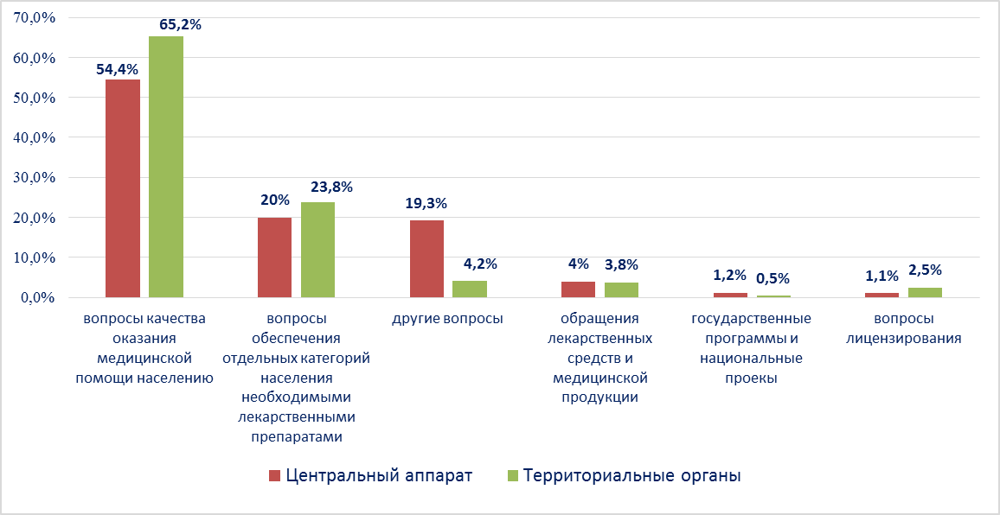 70,0%
60,0%
50,0%
40,0%
30,0%
20,0%
10,0%
0,0%
54,4%
65,2%
20%
23,8%
19,3%
4,2%
4%
3,8%
1,2%
0,5%
1,1%
2,5%
вопросы качества
оказания
медицинской
помощи населению
вопросы
обеспечения
отдельных категорий
населения
необходимыми
лекарственными
препаратами
другие вопросы
обращения
лекарственных
средств и
медицинской
продукции
государственные
программы и
национальные
проекы
вопросы
лицензирования
Центральный аппарат
Территориальные органы